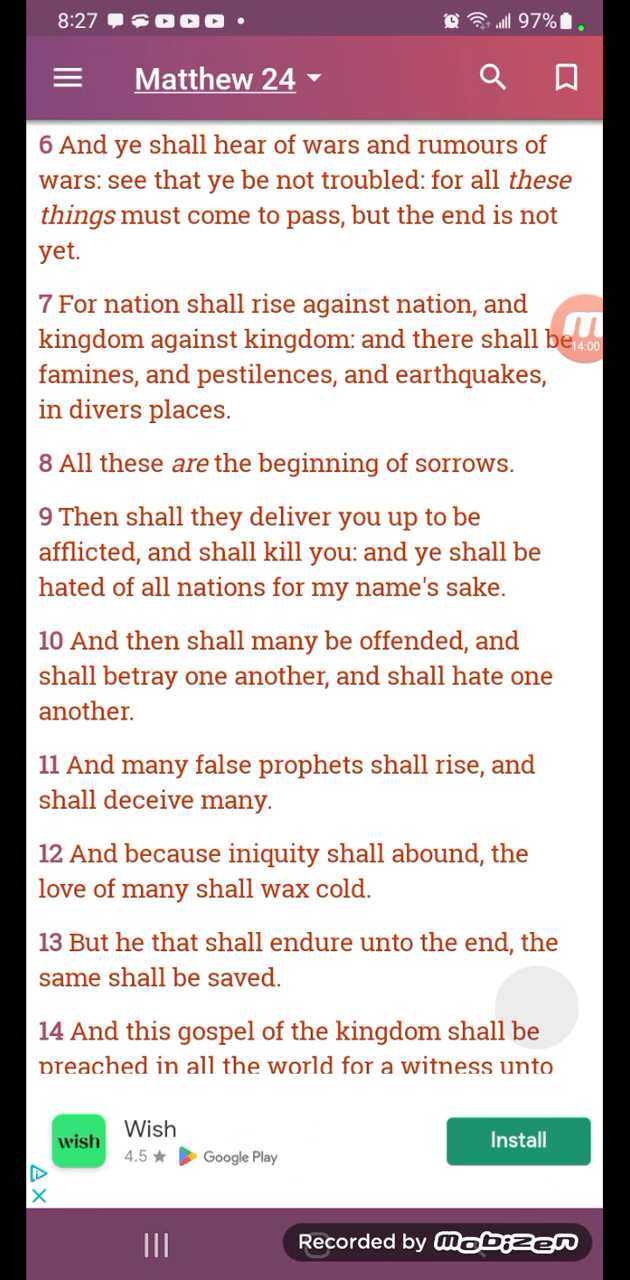 8:27
97%
Matthew 24
6 And ye shall hear of wars and rumours of
wars: see that ye be not troubled: for all these
things must come to pass, but the end is not
yet.
7 For nation shall rise against nation, and
kingdom against kingdom: and there shall be
famines, and pestilences, and earthquakes,
in divers places.
14:00
8 All these are the beginning of sorrows.
9 Then shall they deliver you up to be
afflicted, and shall kill you: and ye shall be
hated of all nations for my name's sake.
10 And then shall many be offended, and
shall betray one another, and shall hate one
another.
11 And many false prophets shall rise, and
shall deceive many.
12 And because iniquity shall abound, the
love of many shall wax cold.
13 But he that shall endure unto the end, the
same shall be saved.
14 And this gospel of the kingdom shall be
preached in all the world for a witness unto
wish
Wish
4.5 ★ Google Play
Install
Recorded by mobizen